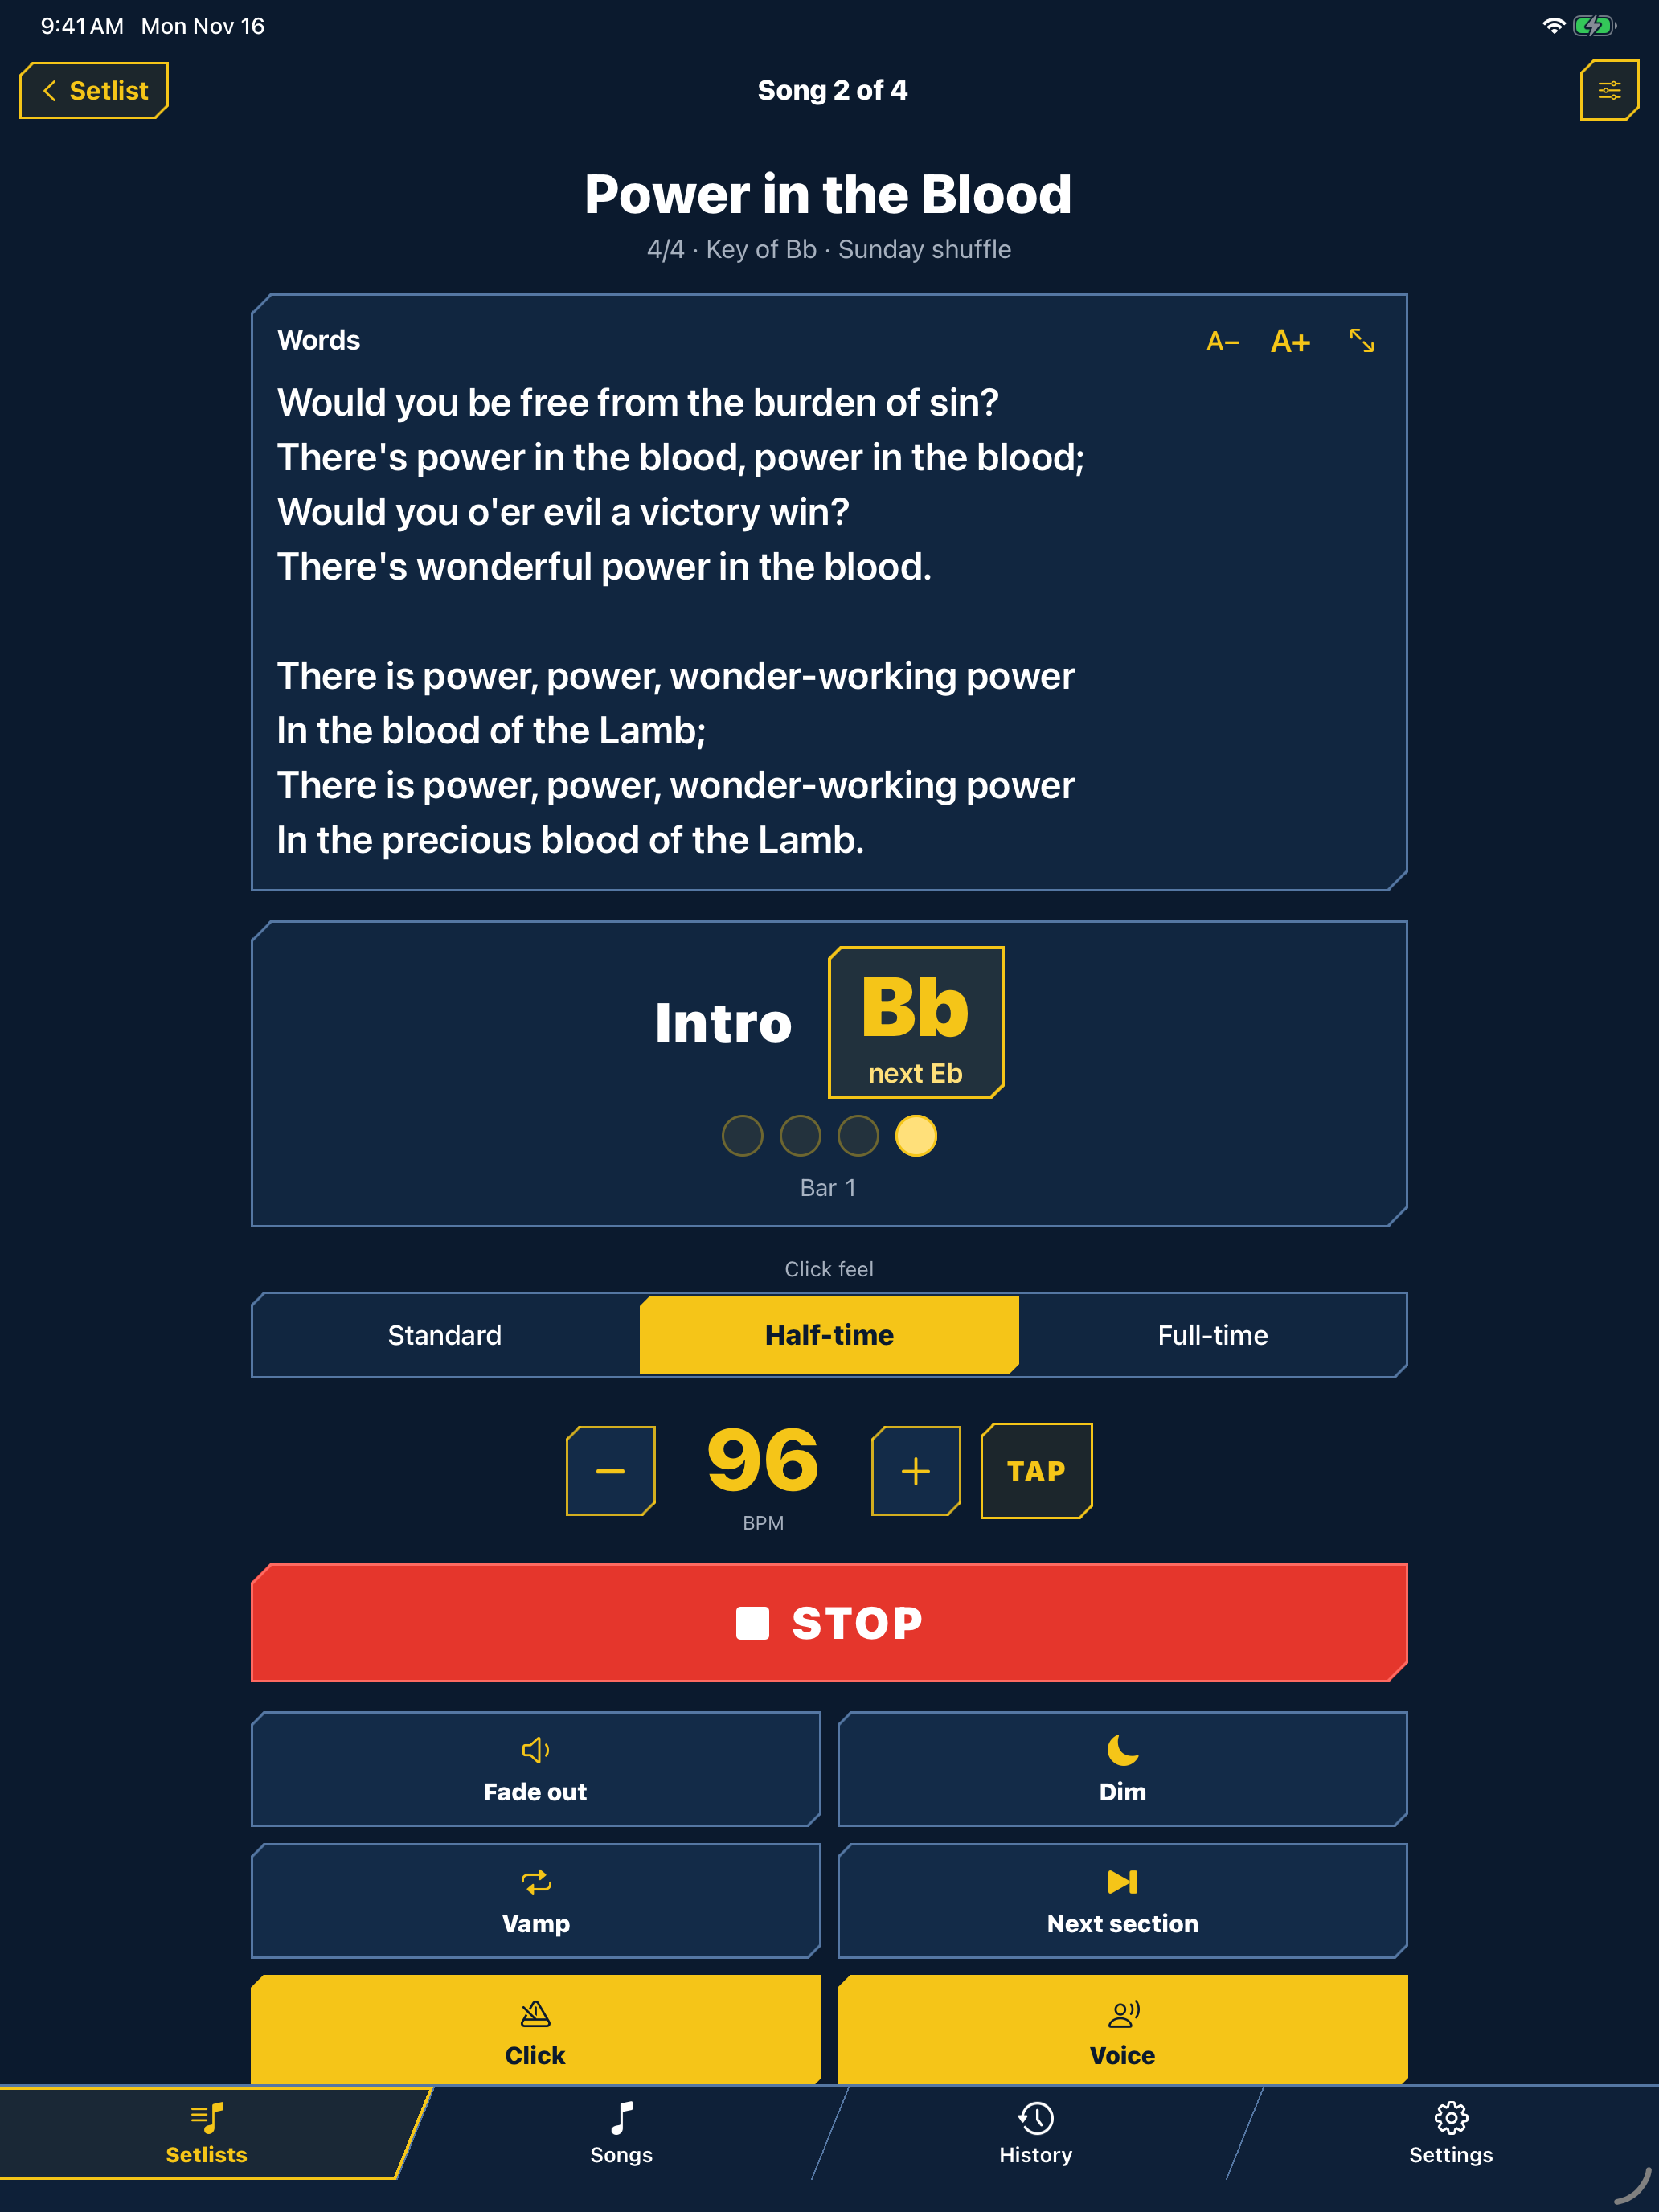 9:41 AM Mon Nov 16
Setlist
Song 2 of 4
Power in the Blood
4/4 · Key of Bb · Sunday shuffle
Words
A− A+
Would you be free from the burden of sin?
There's power in the blood, power in the blood;
Would you o'er evil a victory win?
There's wonderful power in the blood.
There is power, power, wonder-working power
In the blood of the Lamb;
There is power, power, wonder-working power
In the precious blood of the Lamb.
Intro
Bb
next Eb
Bar 1
Click feel
Standard Half-time Full-time
− 96 + TAP
BPM
STOP
Fade out Dim
Vamp Next section
Click Voice
Setlists Songs History Settings